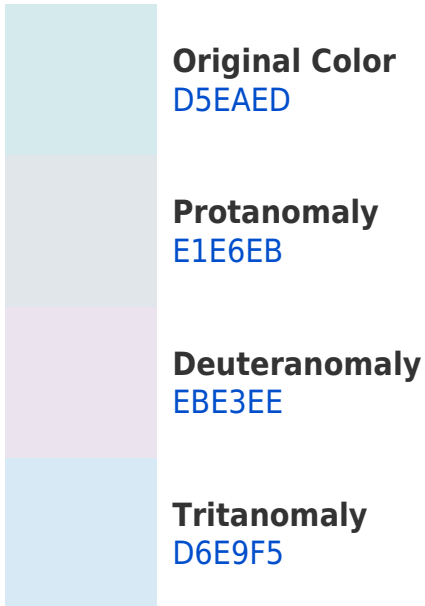 Original Color
D5EAED
Protanomaly
E1E6EB
Deuteranomaly
EBE3EE
Tritanomaly
D6E9F5